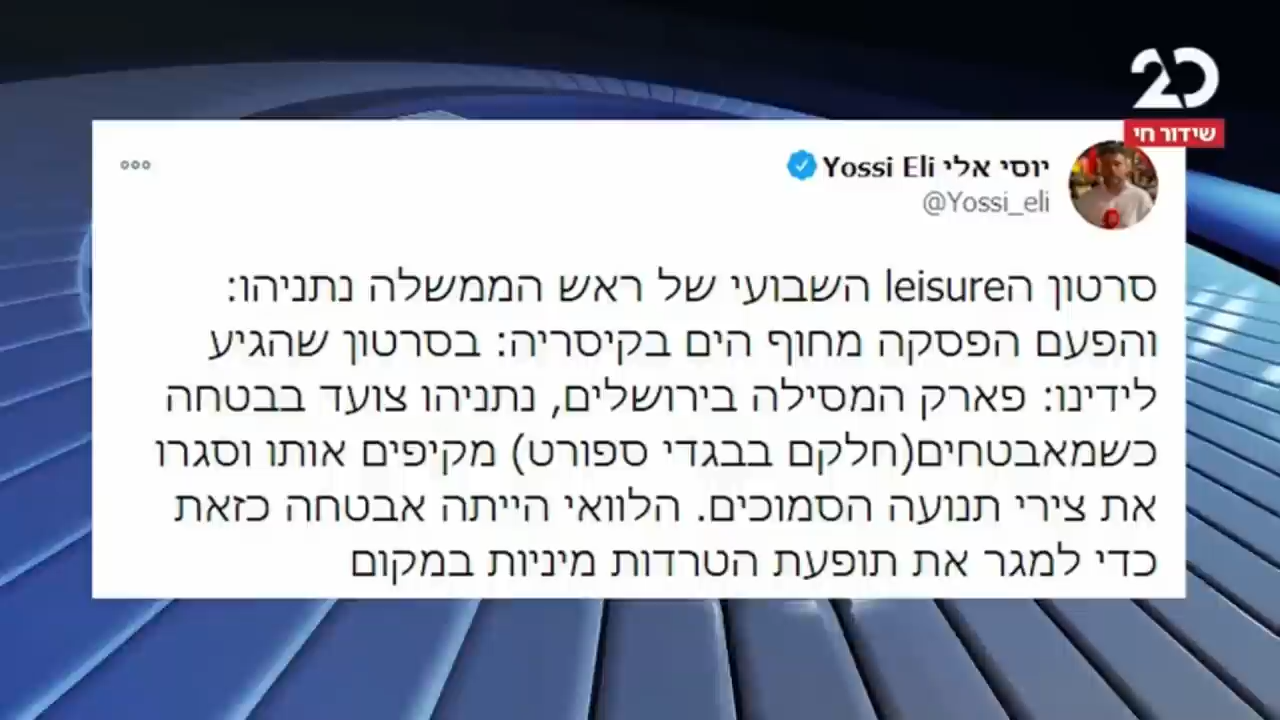 20
שידור חי
יוסי אלי Yossi Eli
@Yossi_eli
סרטון הleisure השבועי של ראש הממשלה נתניהו:
והפעם הפסקה מחוף הים בקיסריה: בסרטון שהגיע
לידינו: פארק המסילה בירושלים, נתניהו צועד בבטחה
כשמאבטחים(חלקם בבגדי ספורט) מקיפים אותו וסגרו
את צירי תנועה הסמוכים. הלוואי הייתה אבטחה כזאת
כדי למגר את תופעת הטרדות מיניות במקום